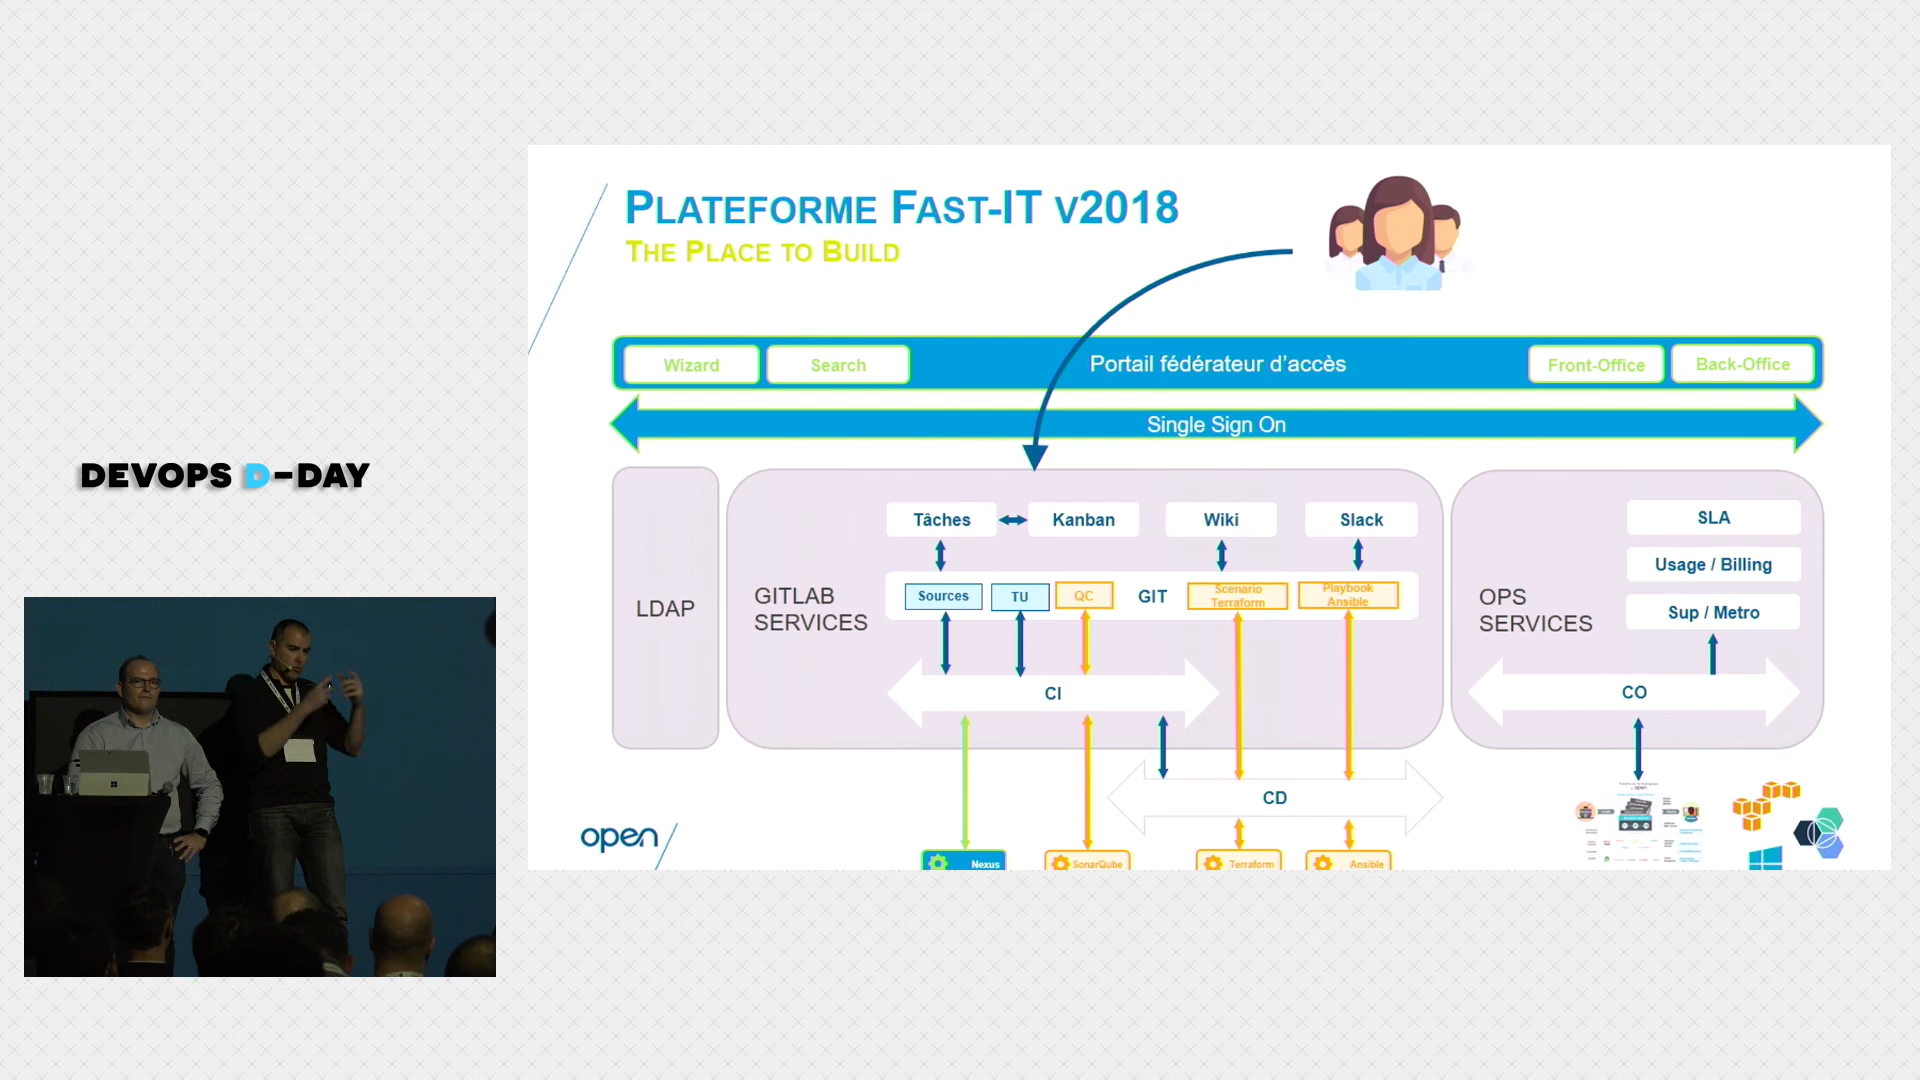 PLATEFORME FAST-IT V2018
THE PLACE TO BUILD
Wizard
Search
Portail fédérateur d'accès
Front-Office
Back-Office
Single Sign On
DEVOPS D-DAY
LDAP
GITLAB
SERVICES
Tâches
Kanban
Wiki
Slack
Sources
TU
QC
GIT
Scenario
Terraform
Playbook
Ansible
CI
OPS
SERVICES
SLA
Usage / Billing
Sup / Metro
CO
CD
open
Nexus
SonarQube
Terraform
Ansible
open